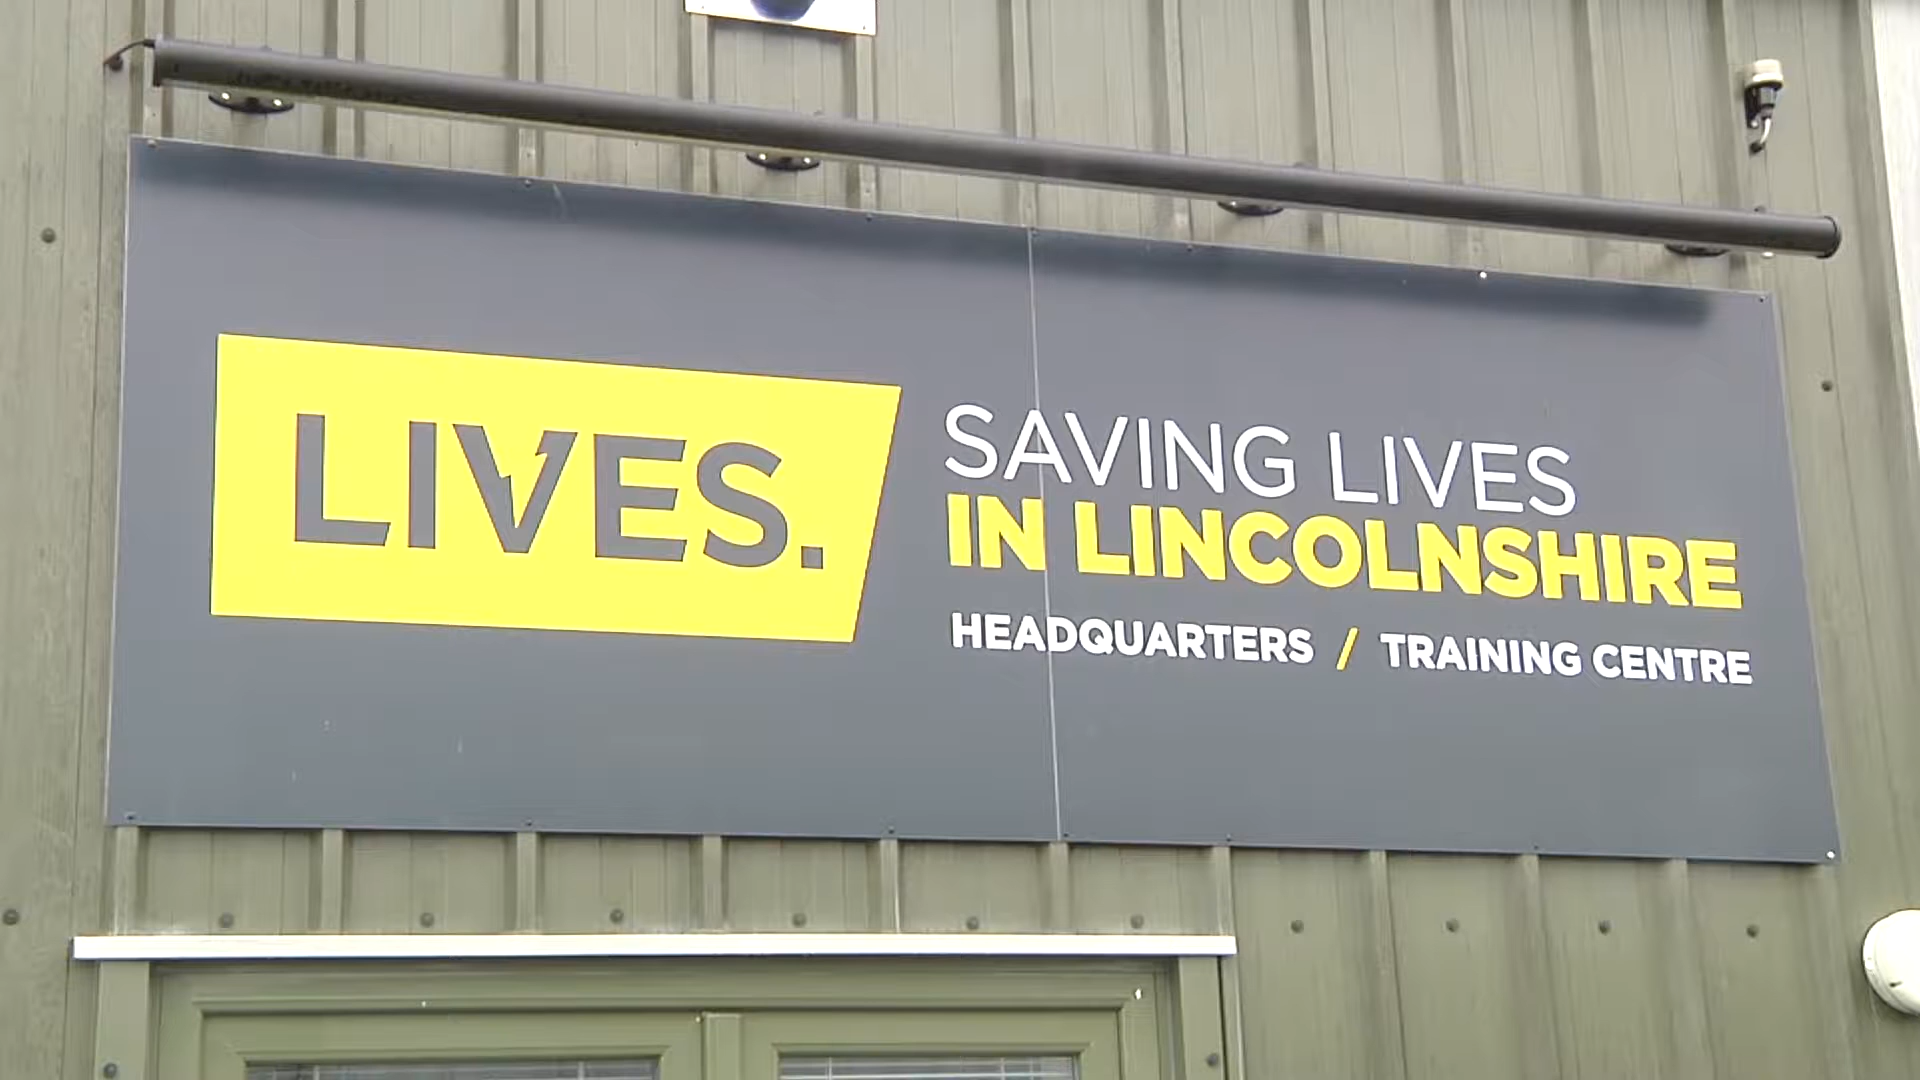 LIVES.
SAVING LIVES
IN LINCOLNSHIRE
HEADQUARTERS / TRAINING CENTRE